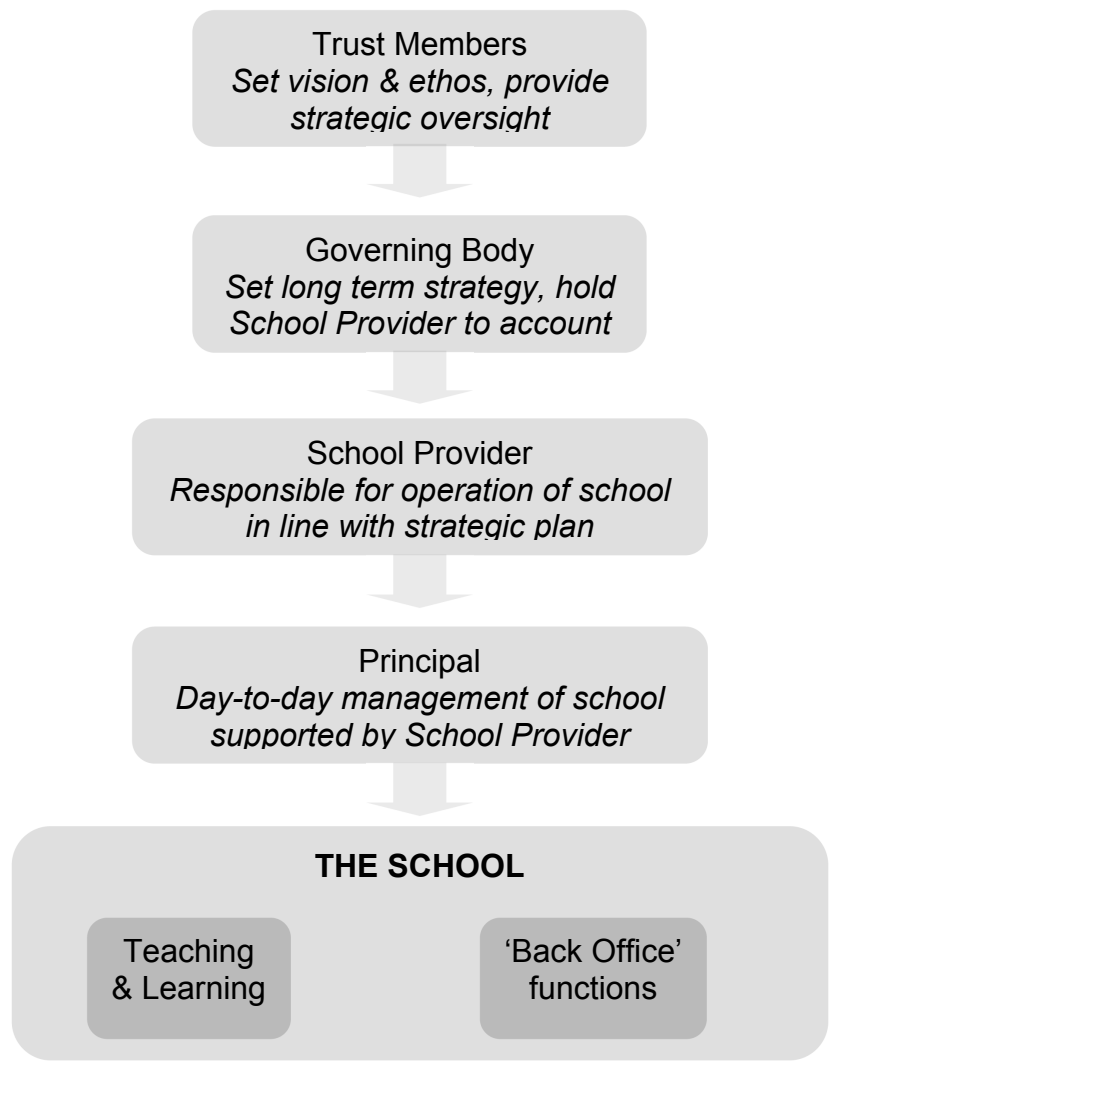 Trust Members
Set vision & ethos, provide
strategic oversight
Governing Body
Set long term strategy, hold
School Provider to account
School Provider
Responsible for operation of school
in line with strategic plan
Principal
Day-to-day management of school
supported by School Provider
THE SCHOOL
Teaching
& Learning
‘Back Office’
functions